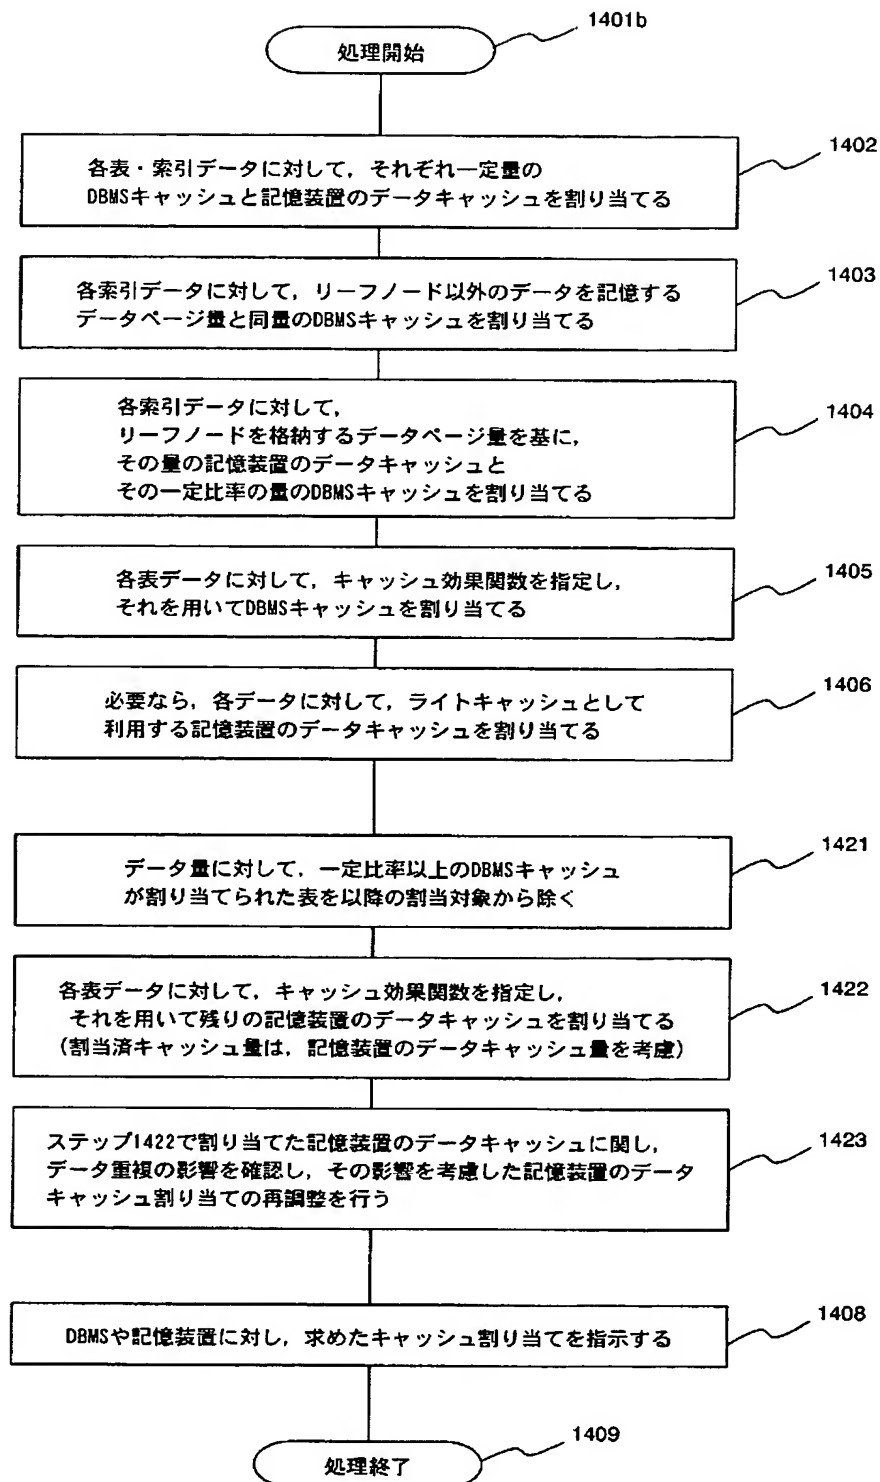 1401b
処理開始
1402
各表・索引データに対して，それぞれ一定量の
DBMSキャッシュと記憶装置のデータキャッシュを割り当てる
1403
各索引データに対して，リーフノード以外のデータを記憶する
データページ量と同量のDBMSキャッシュを割り当てる
1404
各索引データに対して，
リーフノードを格納するデータページ量を基に，
その量の記憶装置のデータキャッシュと
その一定比率の量のDBMSキャッシュを割り当てる
1405
各表データに対して，キャッシュ効果関数を指定し，
それを用いてDBMSキャッシュを割り当てる
1406
必要なら，各データに対して，ライトキャッシュとして
利用する記憶装置のデータキャッシュを割り当てる
1421
データ量に対して，一定比率以上のDBMSキャッシュ
が割り当てられた表を以降の割当対象から除く
1422
各表データに対して，キャッシュ効果関数を指定し，
それを用いて残りの記憶装置のデータキャッシュを割り当てる
（割当済キャッシュ量は，記憶装置のデータキャッシュ量を考慮）
1423
ステップ1422で割り当てた記憶装置のデータキャッシュに関し，
データ重複の影響を確認し，その影響を考慮した記憶装置のデータ
キャッシュ割り当ての再調整を行う
1408
DBMSや記憶装置に対し，求めたキャッシュ割り当てを指示する
1409
処理終了